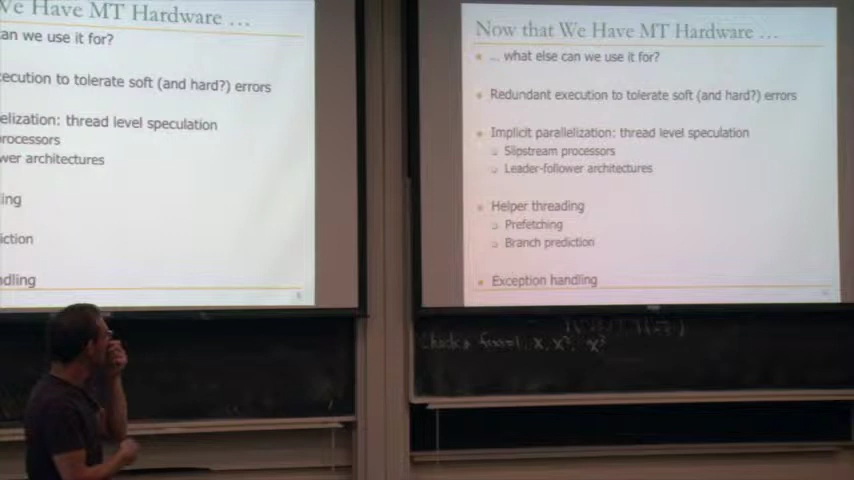 We Have MT Hardware …
an we use it for?
ecution to tolerate soft (and hard?) errors
elization: thread level speculation
rocessors
wer architectures
ing
iction
dling
Now that We Have MT Hardware …
… what else can we use it for?
Redundant execution to tolerate soft (and hard?) errors
Implicit parallelization: thread level speculation
Slipstream processors
Leader-follower architectures
Helper threading
Prefetching
Branch prediction
Exception handling
x, x², x³